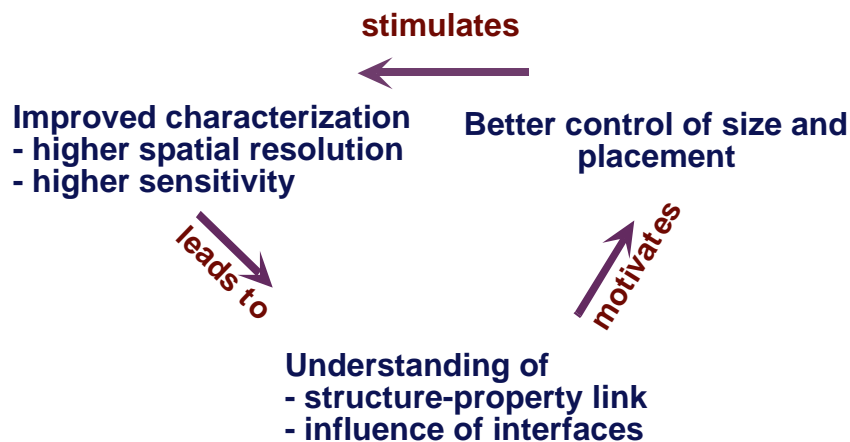 stimulates
Improved characterization
- higher spatial resolution
- higher sensitivity
Better control of size and
placement
leads to
motivates
Understanding of
- structure-property link
- influence of interfaces